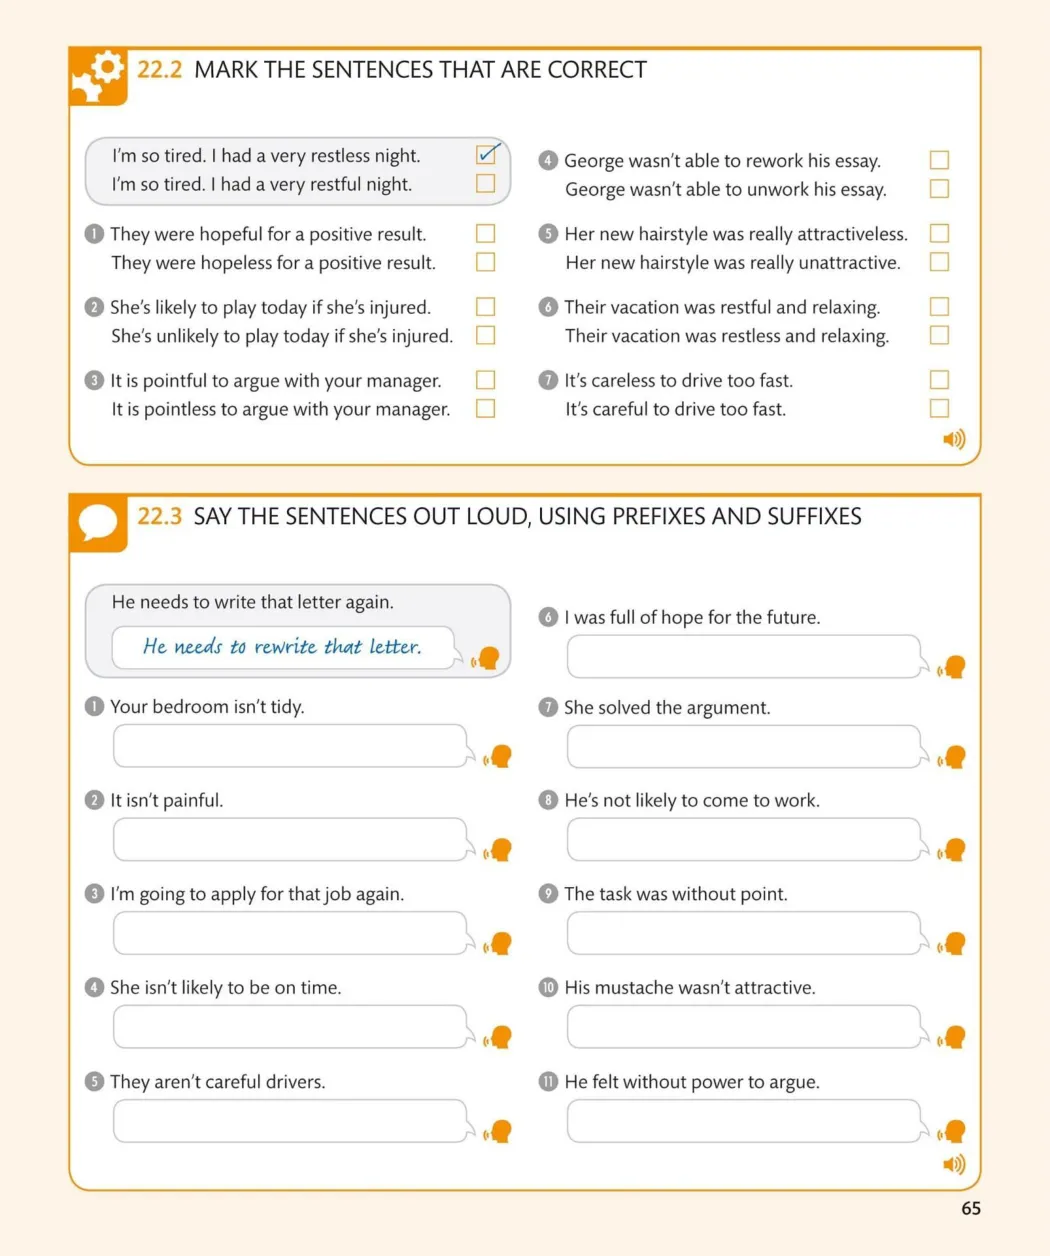 22.2 MARK THE SENTENCES THAT ARE CORRECT
I'm so tired. I had a very restless night.
I'm so tired. I had a very restful night.
1 They were hopeful for a positive result.
They were hopeless for a positive result.
2 She's likely to play today if she's injured.
She's unlikely to play today if she's injured.
3 It is pointful to argue with your manager.
It is pointless to argue with your manager.
4 George wasn't able to rework his essay.
George wasn't able to unwork his essay.
5 Her new hairstyle was really attractiveless.
Her new hairstyle was really unattractive.
6 Their vacation was restful and relaxing.
Their vacation was restless and relaxing.
7 It's careless to drive too fast.
It's careful to drive too fast.
22.3 SAY THE SENTENCES OUT LOUD, USING PREFIXES AND SUFFIXES
He needs to write that letter again.
He needs to rewrite that letter.
1 Your bedroom isn't tidy.
2 It isn't painful.
3 I'm going to apply for that job again.
4 She isn't likely to be on time.
5 They aren't careful drivers.
6 I was full of hope for the future.
7 She solved the argument.
8 He's not likely to come to work.
9 The task was without point.
10 His mustache wasn't attractive.
11 He felt without power to argue.
65